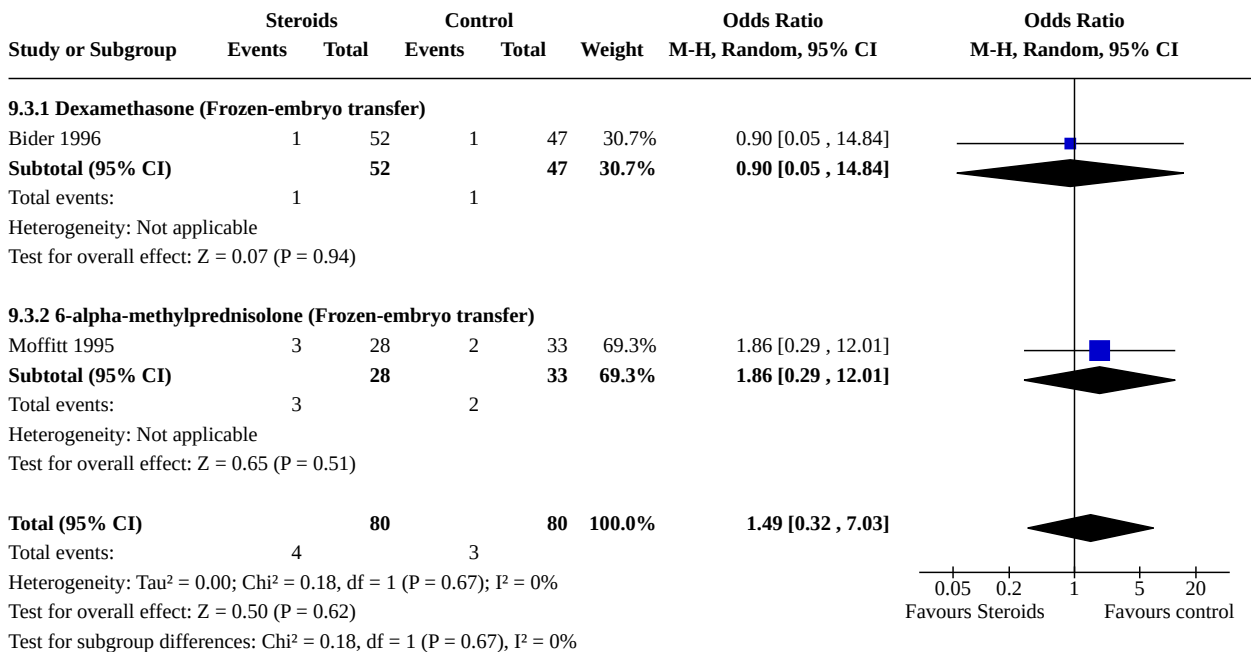 Steroids Control Odds Ratio Odds Ratio
Study or Subgroup Events Total Events Total Weight M-H, Random, 95% CI M-H, Random, 95% CI
9.3.1 Dexamethasone (Frozen-embryo transfer)
Bider 1996 1 52 1 47 30.7% 0.90 [0.05 , 14.84]
Subtotal (95% CI) 52 47 30.7% 0.90 [0.05 , 14.84]
Total events: 1 1
Heterogeneity: Not applicable
Test for overall effect: Z = 0.07 (P = 0.94)
9.3.2 6-alpha-methylprednisolone (Frozen-embryo transfer)
Moffitt 1995 3 28 2 33 69.3% 1.86 [0.29 , 12.01]
Subtotal (95% CI) 28 33 69.3% 1.86 [0.29 , 12.01]
Total events: 3 2
Heterogeneity: Not applicable
Test for overall effect: Z = 0.65 (P = 0.51)
Total (95% CI) 80 80 100.0% 1.49 [0.32 , 7.03]
Total events: 4 3
Heterogeneity: Tau² = 0.00; Chi² = 0.18, df = 1 (P = 0.67); I² = 0%
0.05 0.2 1 5 20
Test for overall effect: Z = 0.50 (P = 0.62)
Favours Steroids Favours control
Test for subgroup differences: Chi² = 0.18, df = 1 (P = 0.67), I² = 0%